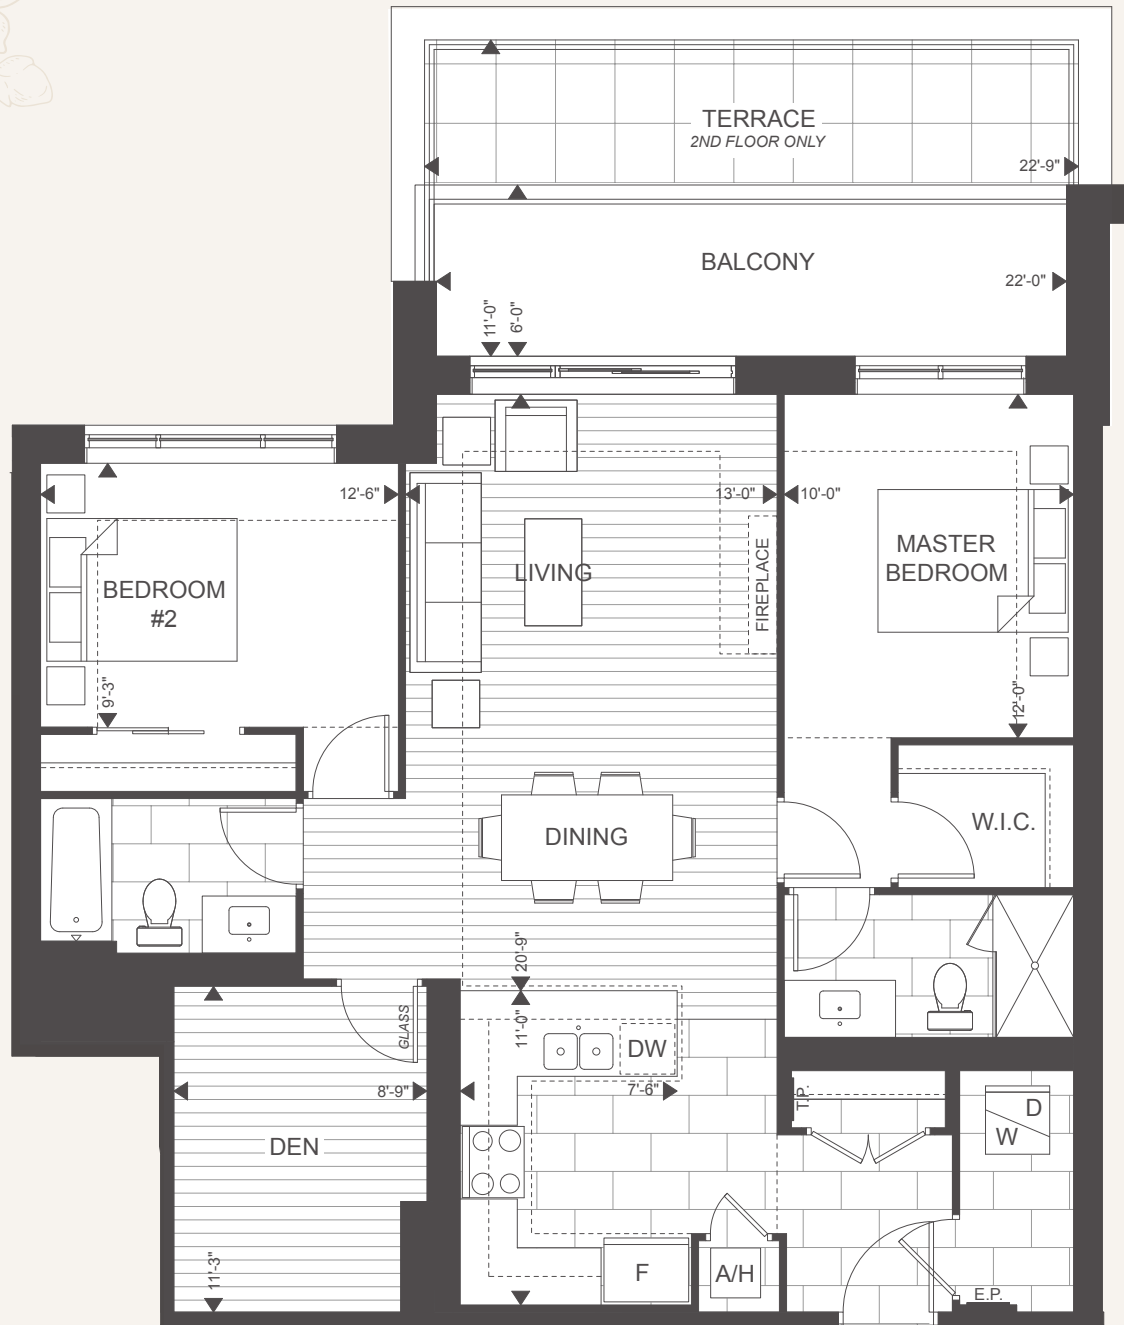 TERRACE
2ND FLOOR ONLY
22'-9"
BALCONY
22'-0"
11'-0"
6'-0"
12'-6"
13'-0"
10'-0"
BEDROOM
#2
LIVING
FIREPLACE
MASTER
BEDROOM
9'-3"
12'-0"
DINING
W.I.C.
20'-9"
11'-0"
GLASS
DW
8'-9"
7'-6"
T.P.
D
W
DEN
11'-3"
F
A/H
E.P.